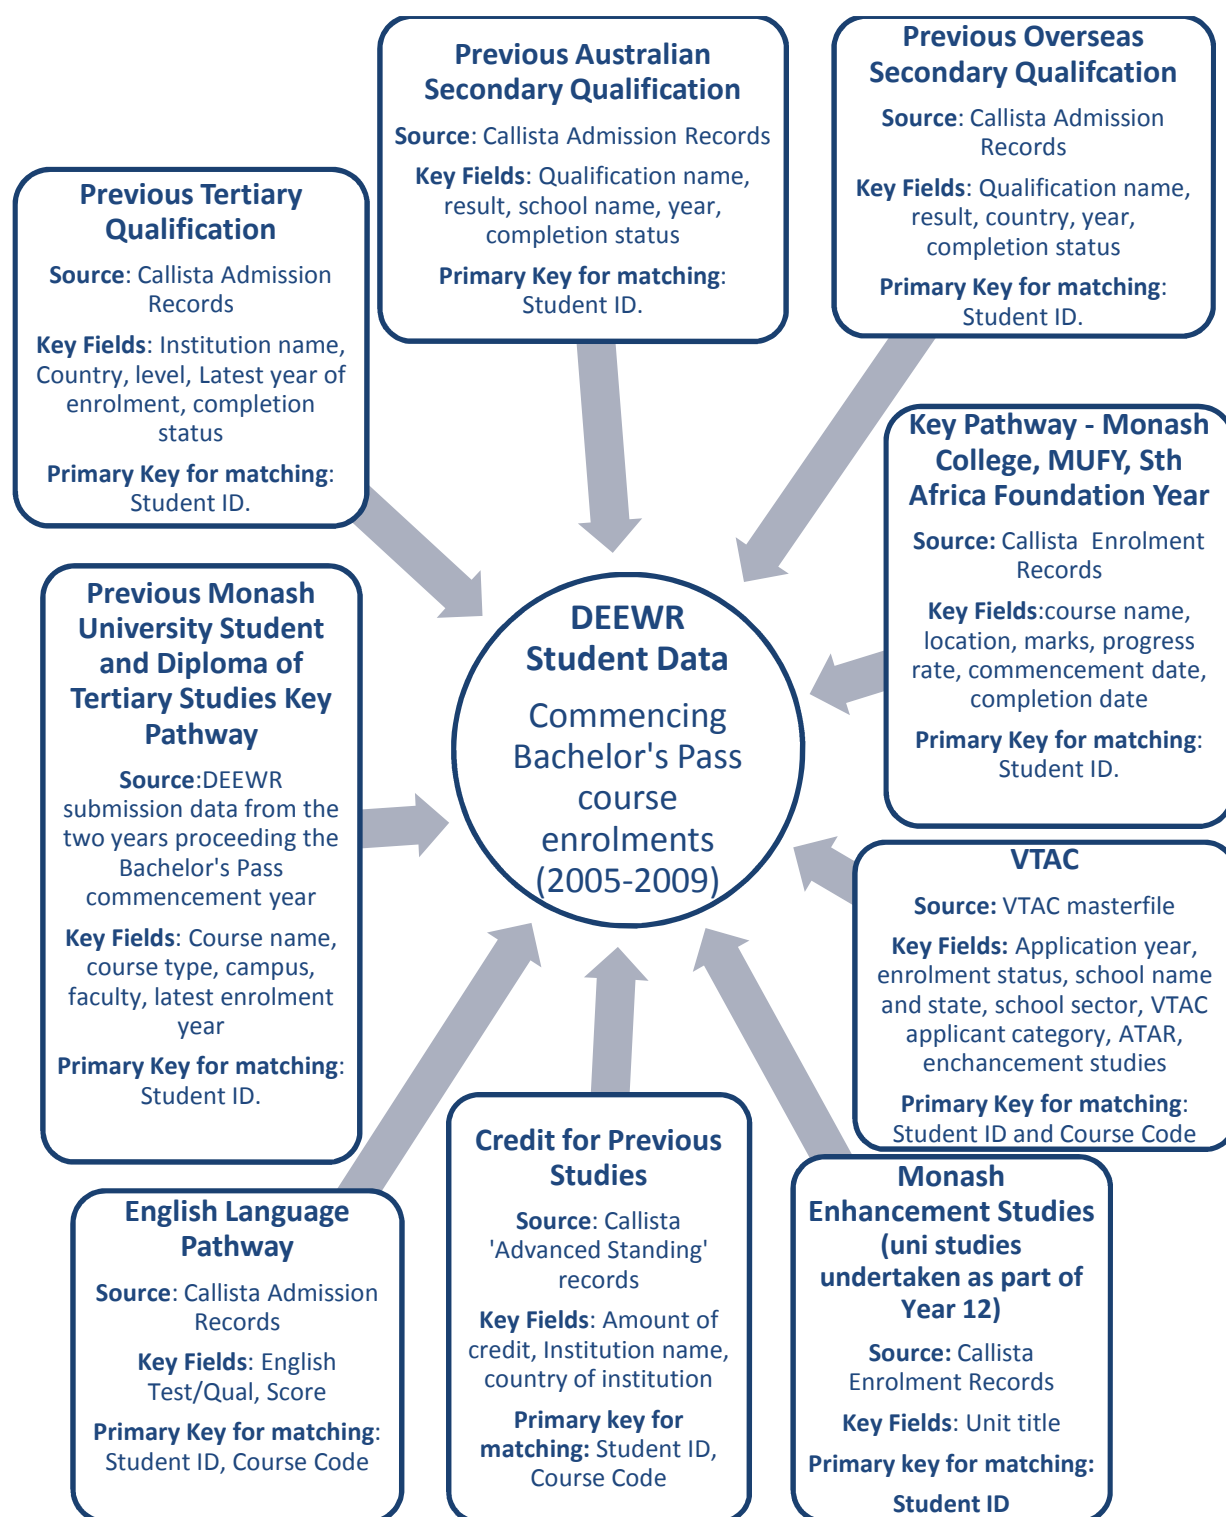 Previous Australian
Secondary Qualification
Source: Callista Admission Records
Key Fields: Qualification name,
result, school name, year,
completion status
Primary Key for matching:
Student ID.
Previous Overseas
Secondary Qualifcation
Source: Callista Admission
Records
Key Fields: Qualification name,
result, country, year,
completion status
Primary Key for matching:
Student ID.
Previous Tertiary
Qualification
Source: Callista Admission
Records
Key Fields: Institution name,
Country, level, Latest year of
enrolment, completion
status
Primary Key for matching:
Student ID.
Key Pathway - Monash
College, MUFY, Sth
Africa Foundation Year
Source: Callista Enrolment
Records
Key Fields:course name,
location, marks, progress
rate, commencement date,
completion date
Primary Key for matching:
Student ID.
Previous Monash
University Student
and Diploma of
Tertiary Studies Key
Pathway
Source:DEEWR
submission data from the
two years proceeding the
Bachelor's Pass
commencement year
Key Fields: Course name,
course type, campus,
faculty, latest enrolment
year
Primary Key for matching:
Student ID.
DEEWR
Student Data
Commencing
Bachelor's Pass
course
enrolments
(2005-2009)
VTAC
Source: VTAC masterfile
Key Fields: Application year,
enrolment status, school name
and state, school sector, VTAC
applicant category, ATAR,
enchancement studies
Primary Key for matching:
Student ID and Course Code
English Language
Pathway
Source: Callista Admission
Records
Key Fields: English
Test/Qual, Score
Primary Key for matching:
Student ID, Course Code
Credit for Previous
Studies
Source: Callista
'Advanced Standing'
records
Key Fields: Amount of
credit, Institution name,
country of institution
Primary key for
matching: Student ID,
Course Code
Monash
Enhancement Studies
(uni studies
undertaken as part of
Year 12)
Source: Callista
Enrolment Records
Key Fields: Unit title
Primary key for matching:
Student ID